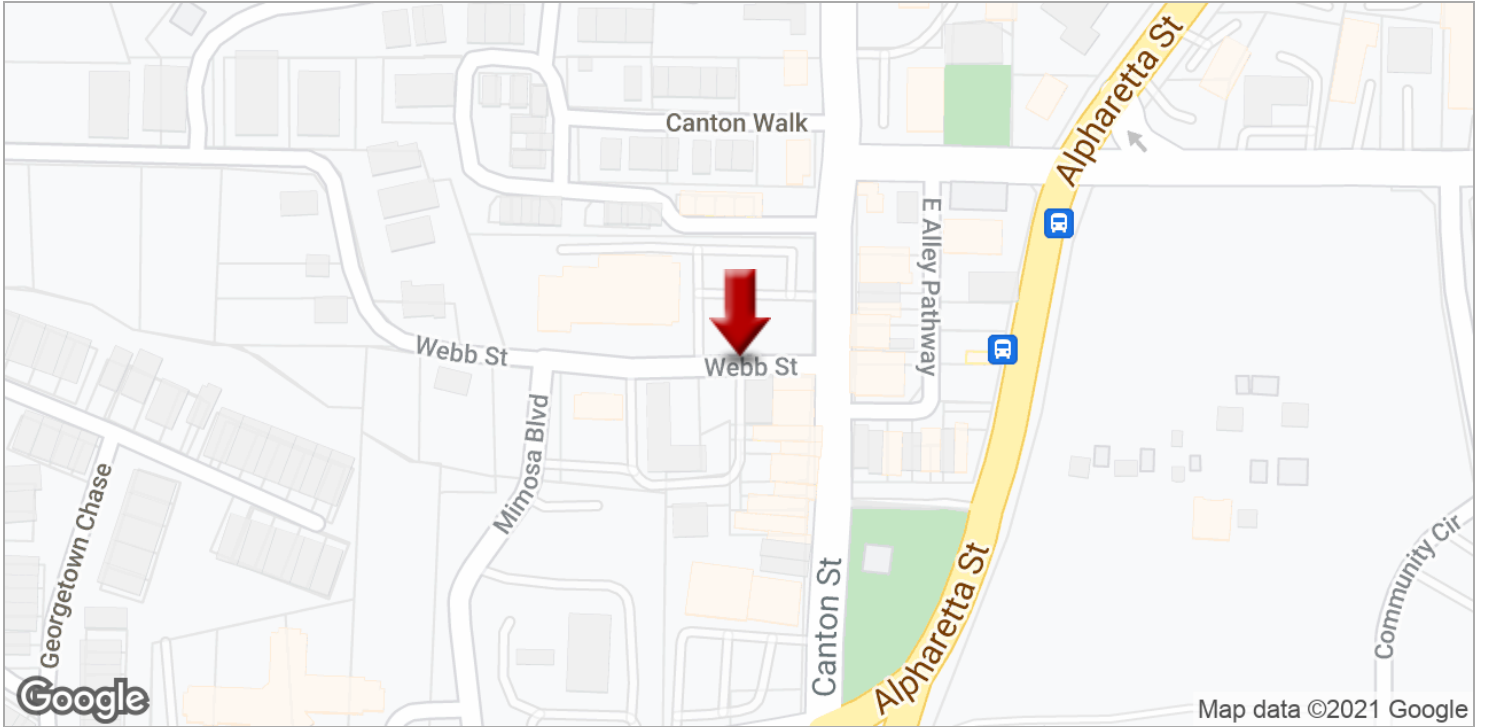 Alpharetta St
Canton Walk
E Alley Pathway
Webb St
Webb St
Mimosa Blvd
Georgetown Chase
Canton St
Alpharetta St
Community Cir
Google
Map data ©2021 Google